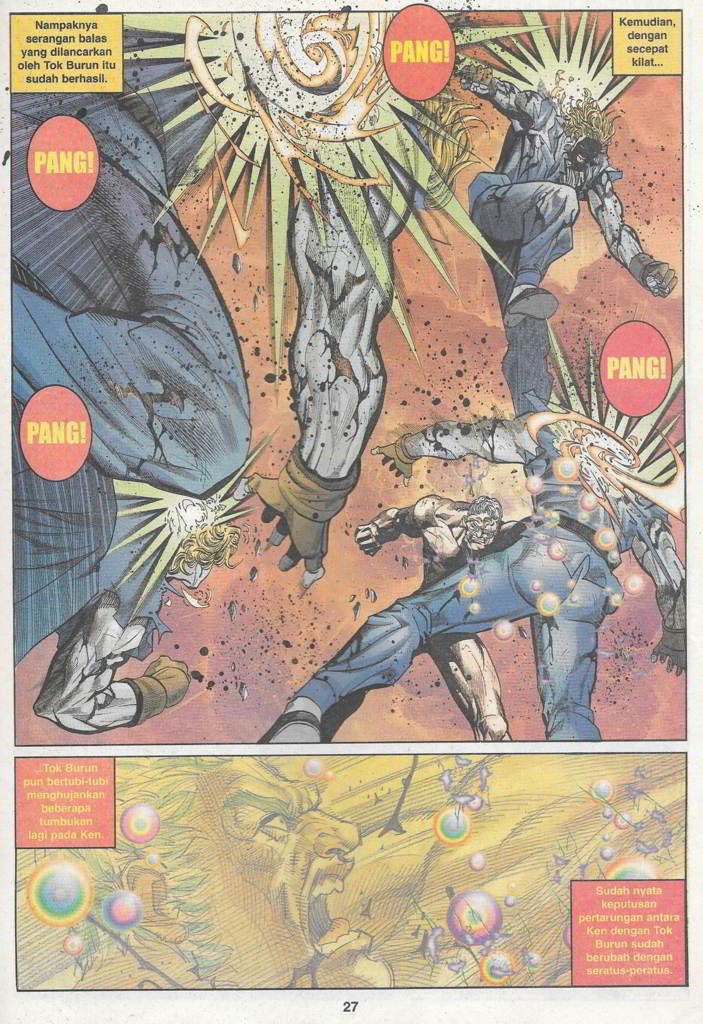 Nampaknya
serangan balas
yang dilancarkan
oleh Tok Burun itu
sudah berhasil.
PANG!
Kemudian,
dengan
secepat
kilat...
PANG!
PANG!
PANG!
...Tok Burun
pun bertubi-tubi
menghujankan
beberapa
tumbukan
lagi pada Ken.
Sudah nyata
keputusan
pertarungan antara
Ken dengan Tok
Burun sudah
berubah dengan
seratus-peratus...
27